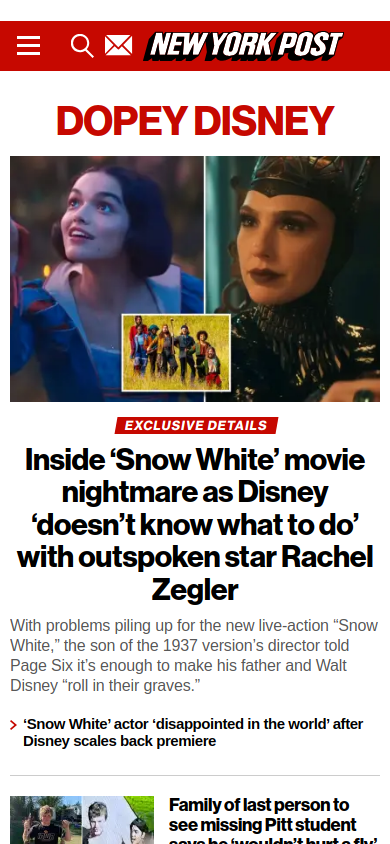 NEW YORK POST
DOPEY DISNEY
EXCLUSIVE DETAILS
Inside ‘Snow White’ movie
nightmare as Disney
‘doesn’t know what to do’
with outspoken star Rachel
Zegler
With problems piling up for the new live-action “Snow
White,” the son of the 1937 version’s director told
Page Six it’s enough to make his father and Walt
Disney “roll in their graves.”
‘Snow White’ actor ‘disappointed in the world’ after
Disney scales back premiere
Family of last person to
see missing Pitt student
says he ‘wouldn’t hurt a fly’